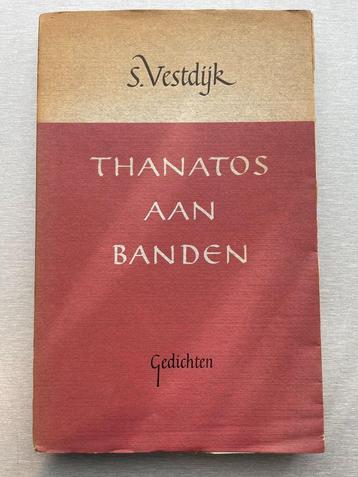 S. Vestdijk
THANATOS
AAN
BANDEN
Gedichten